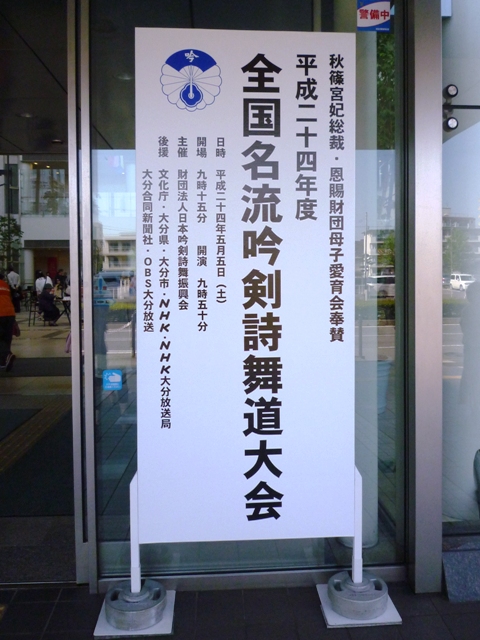 秋篠宮妃総裁・恩賜財団母子愛育会奉賛
平成二十四年度
全国名流吟剣詩舞道大会
日時 平成二十四年五月五日(土)
開場 九時十五分 開演 九時五十分
主催 財団法人日本吟剣詩舞振興会
後援 文化庁・大分県・大分市・NHK・NHK大分放送局
大分合同新聞社・OBS大分放送
吟
警備中